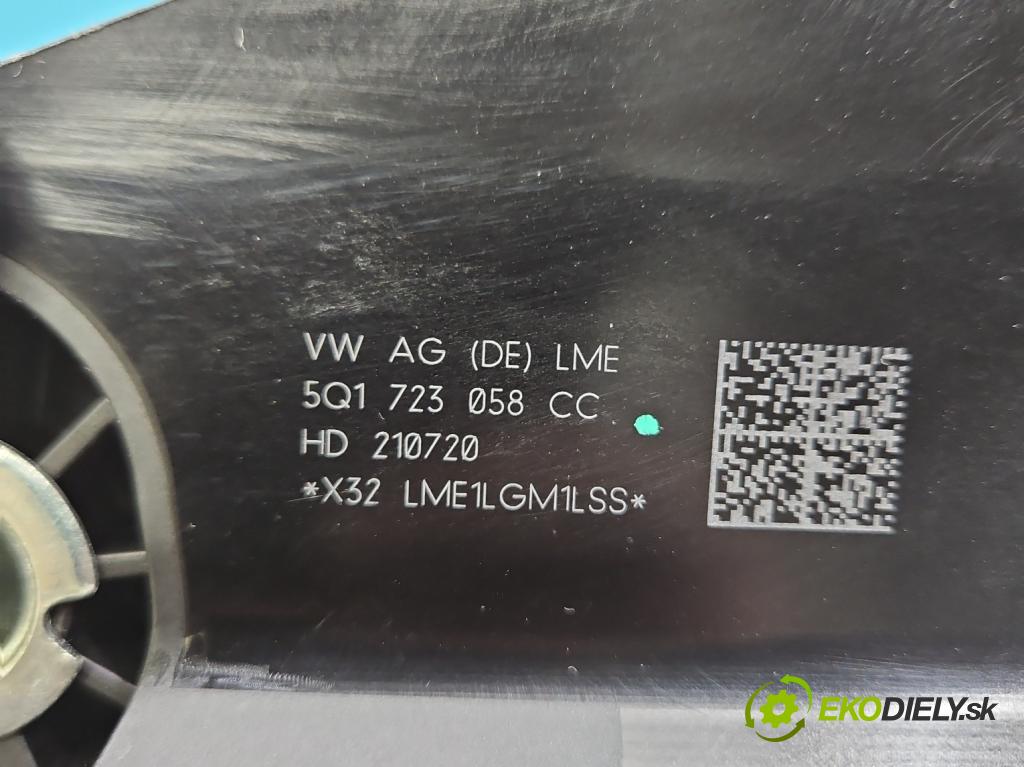 VW AG (DE) LME
5Q1 723 058 CC
HD 210720
*X32 LME1LGM1LSS*
EKODIELY.sk